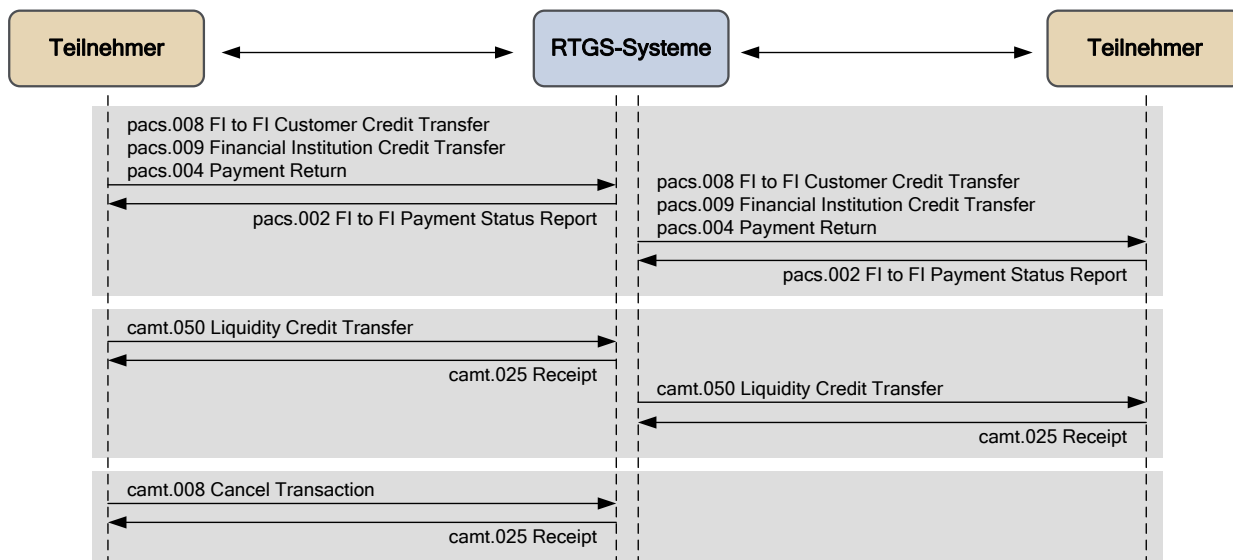 Teilnehmer
RTGS-Systeme
Teilnehmer
pacs.008 FI to FI Customer Credit Transfer
pacs.009 Financial Institution Credit Transfer
pacs.004 Payment Return
pacs.002 FI to FI Payment Status Report
pacs.008 FI to FI Customer Credit Transfer
pacs.009 Financial Institution Credit Transfer
pacs.004 Payment Return
pacs.002 FI to FI Payment Status Report
camt.050 Liquidity Credit Transfer
camt.025 Receipt
camt.050 Liquidity Credit Transfer
camt.025 Receipt
camt.008 Cancel Transaction
camt.025 Receipt